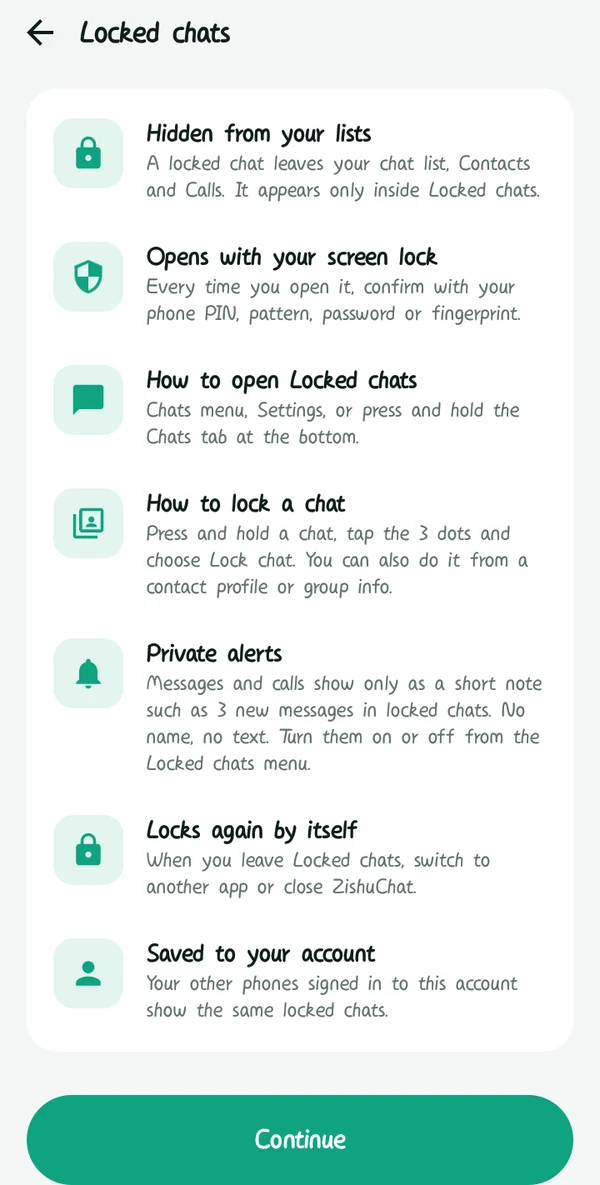 Locked chats
Hidden from your lists
A locked chat leaves your chat list, Contacts
and Calls. It appears only inside Locked chats.
Opens with your screen lock
Every time you open it, confirm with your
phone PIN, pattern, password or fingerprint.
How to open Locked chats
Chats menu, Settings, or press and hold the
Chats tab at the bottom.
How to lock a chat
Press and hold a chat, tap the 3 dots and
choose Lock chat. You can also do it from a
contact profile or group info.
Private alerts
Messages and calls show only as a short note
such as 3 new messages in locked chats. No
name, no text. Turn them on or off from the
Locked chats menu.
Locks again by itself
When you leave Locked chats, switch to
another app or close ZishuChat.
Saved to your account
Your other phones signed in to this account
show the same locked chats.
Continue